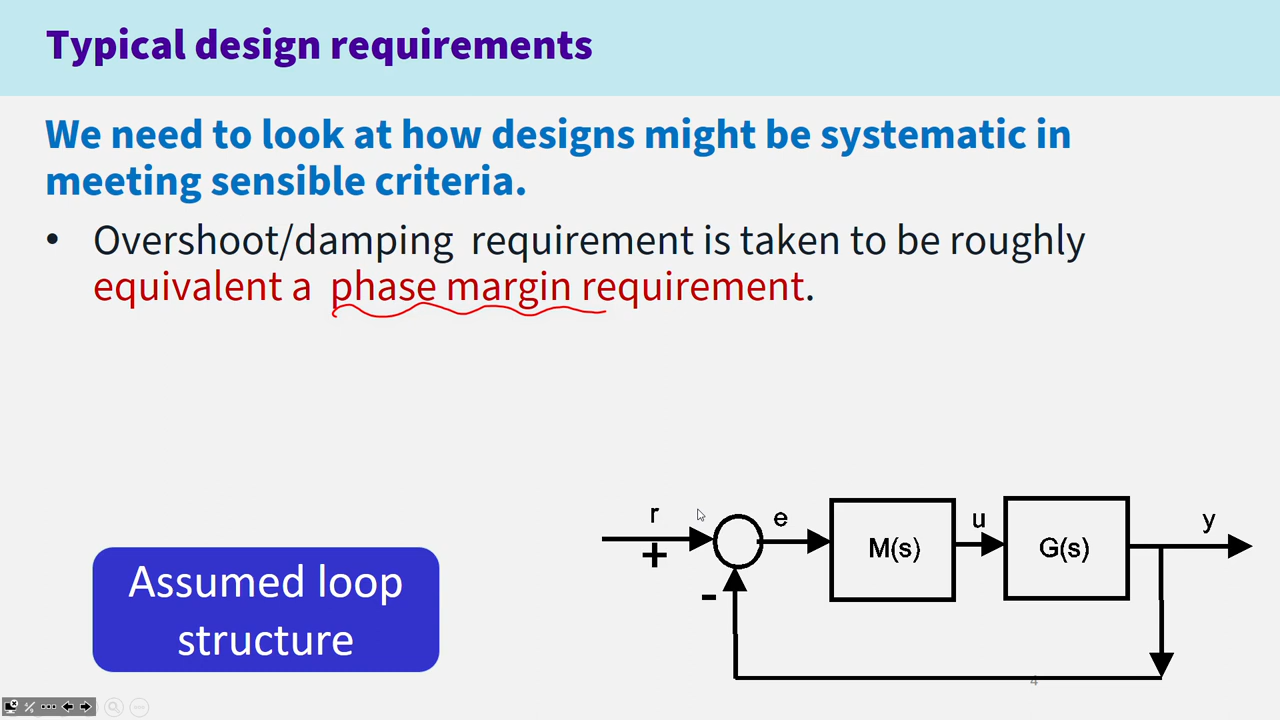 Typical design requirements
We need to look at how designs might be systematic in
meeting sensible criteria.
• Overshoot/damping requirement is taken to be roughly
equivalent a phase margin requirement.
r
+
-
e
M(s)
u
G(s)
y
Assumed loop
structure
4